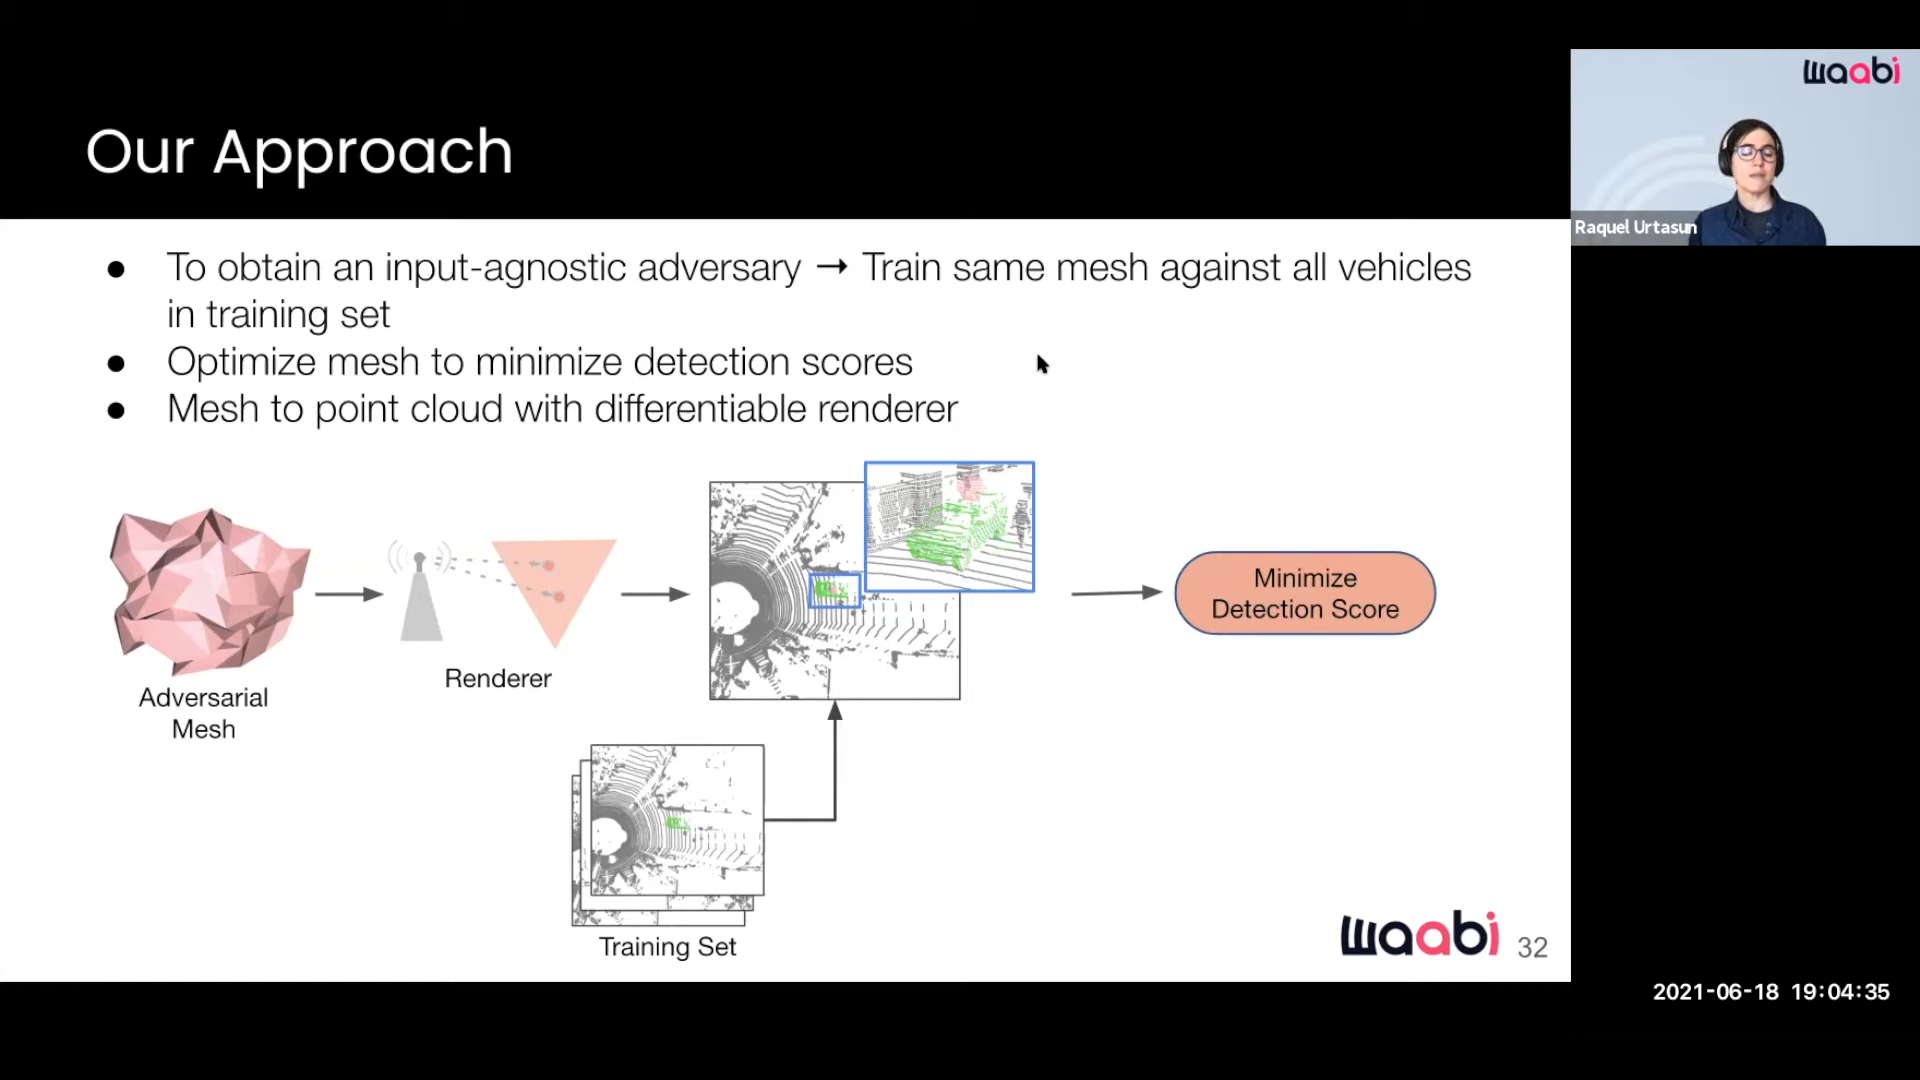 waabi
Our Approach
Raquel Urtasun
● To obtain an input-agnostic adversary → Train same mesh against all vehicles
in training set
● Optimize mesh to minimize detection scores
● Mesh to point cloud with differentiable renderer
Minimize
Detection Score
Renderer
Adversarial
Mesh
Training Set
waabi 32
2021-06-18 19:04:35